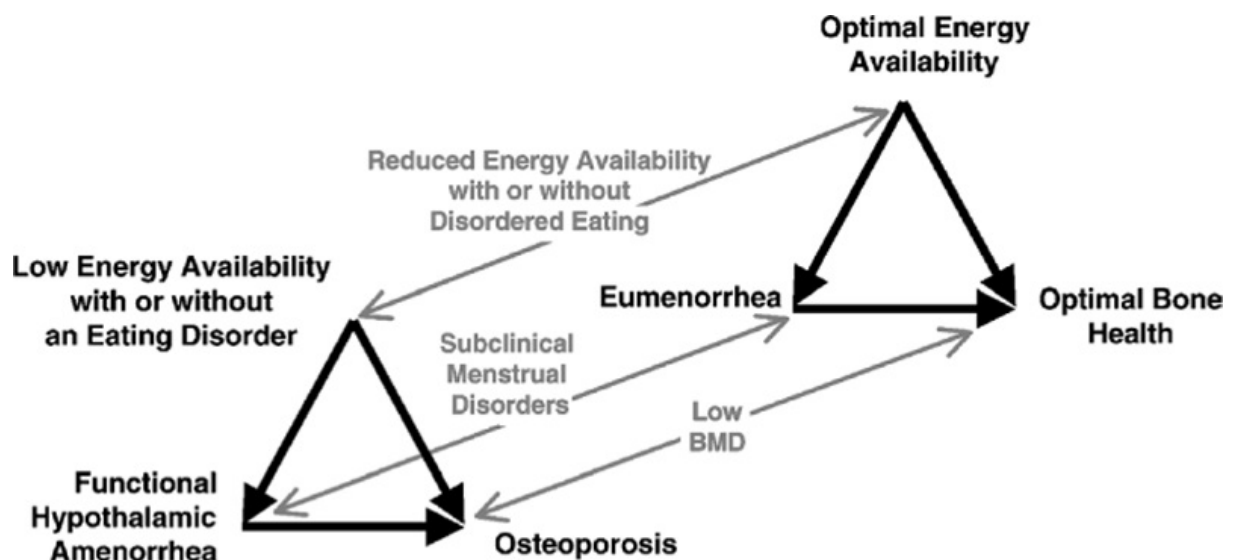 Optimal Energy
Availability
Reduced Energy Availability
with or without
Disordered Eating
Low Energy Availability
with or without
an Eating Disorder
Eumenorrhea
Optimal Bone
Health
Subclinical
Menstrual
Disorders
Low
BMD
Functional
Hypothalamic
Amenorrhea
Osteoporosis